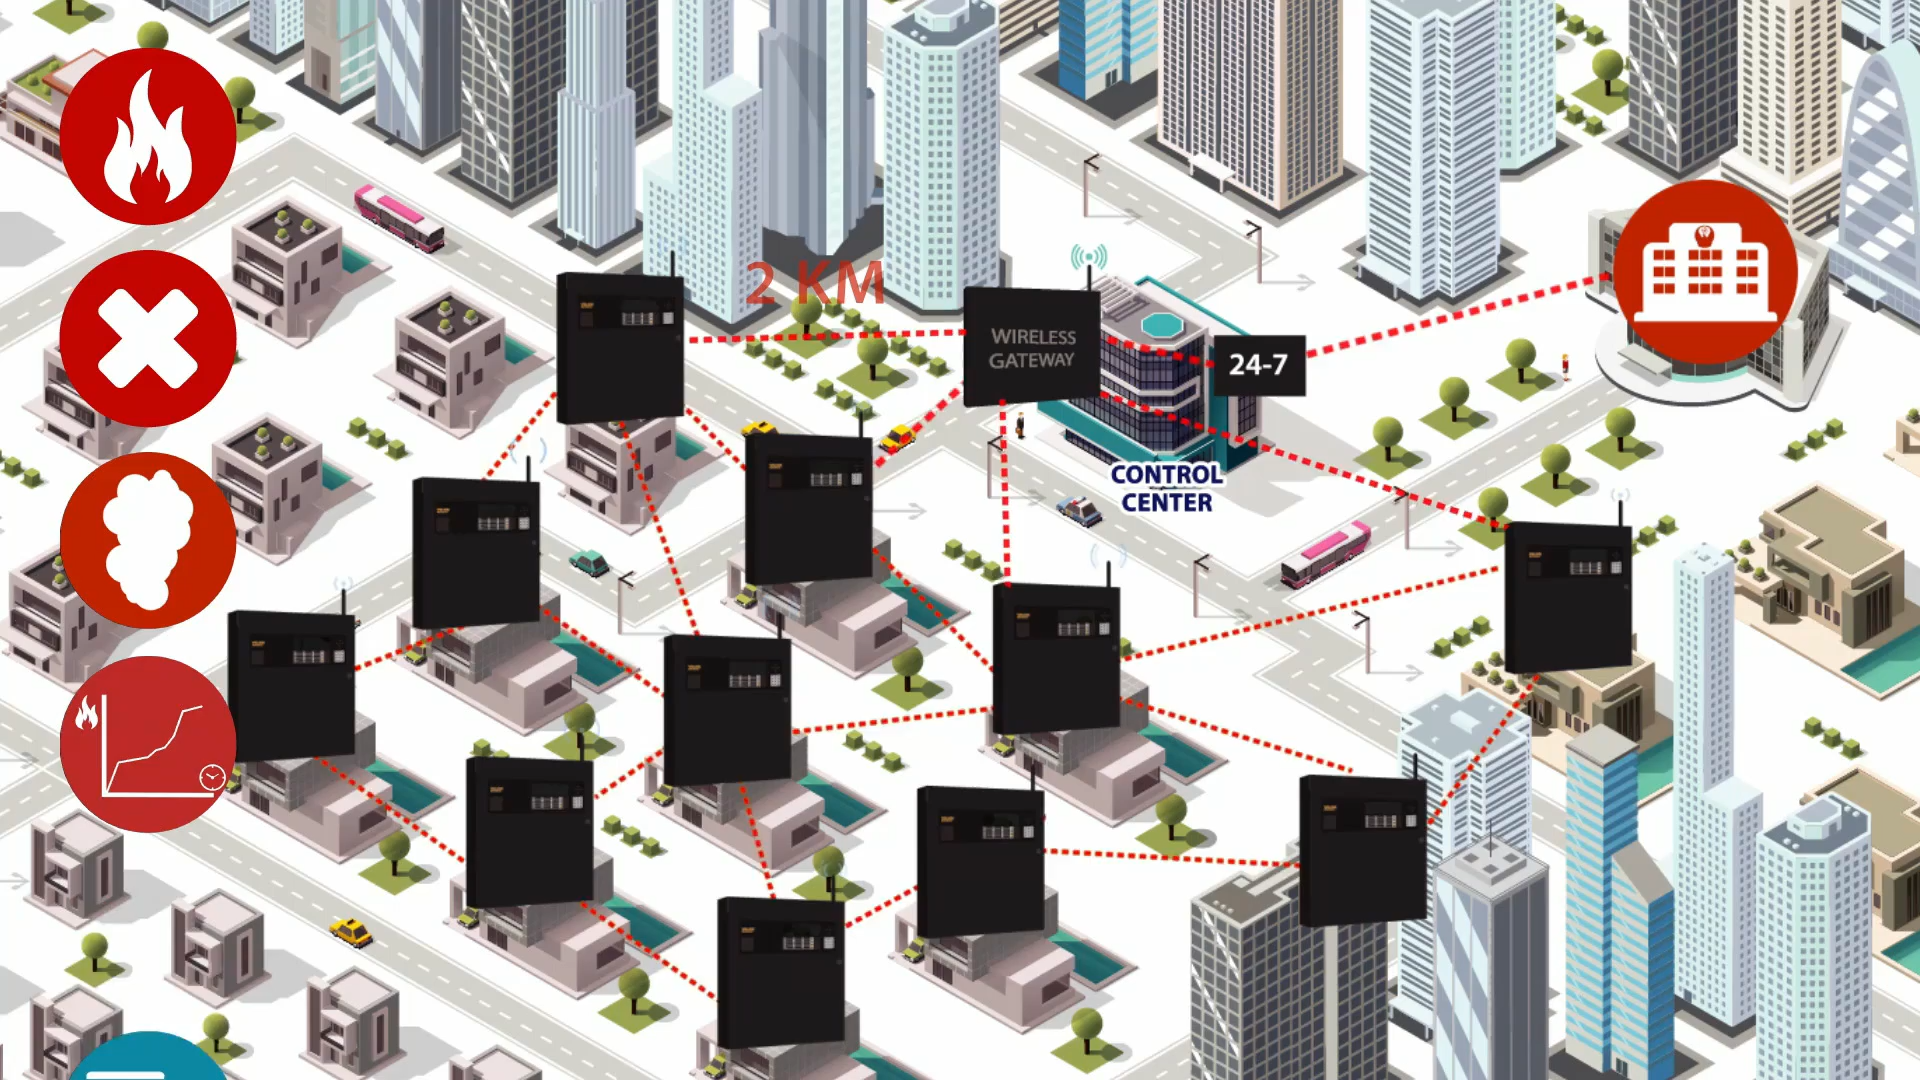 2 KM
WIRELESS
GATEWAY
24-7
CONTROL
CENTER